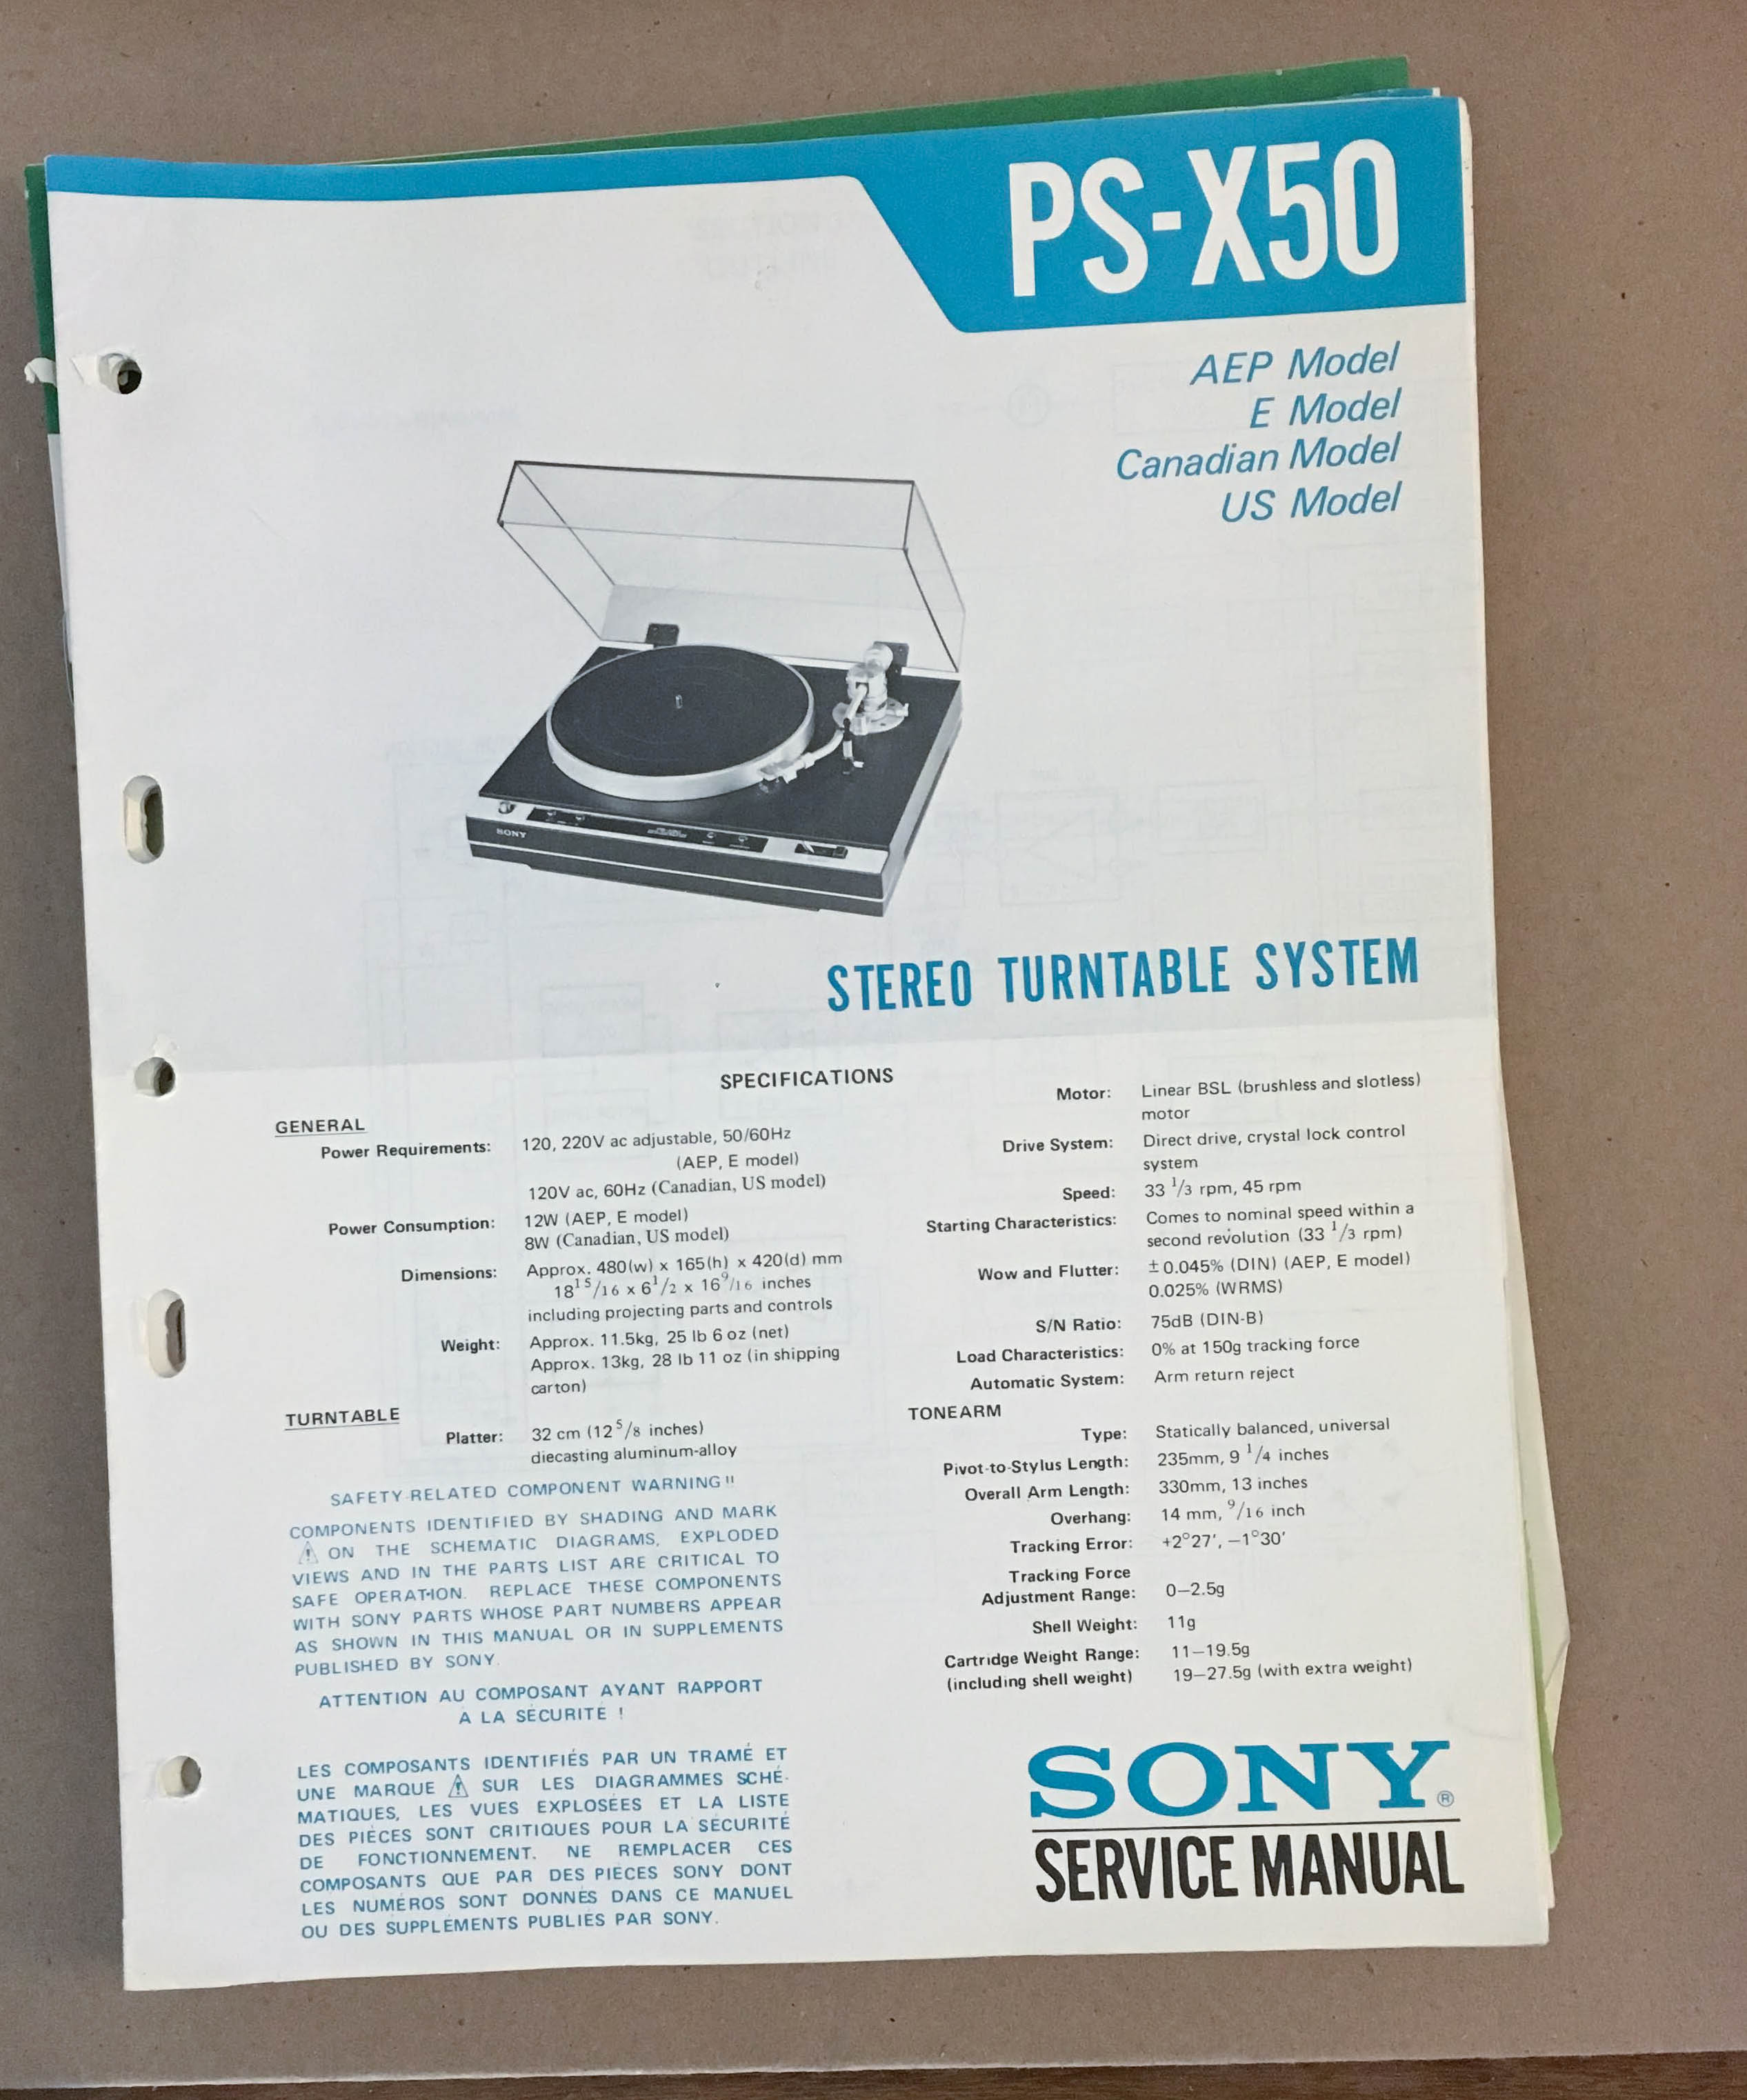 PS-X50
AEP Model
E Model
Canadian Model
US Model
SONY
STEREO TURNTABLE SYSTEM
SPECIFICATIONS
GENERAL
Power Requirements: 120, 220V ac adjustable, 50/60Hz
(AEP, E model)
120V ac, 60Hz (Canadian, US model)
Power Consumption: 12W (AEP, E model)
8W (Canadian, US model)
Dimensions: Approx. 480(w) x 165(h) x 420(d) mm
18 15/16 x 6 1/2 x 16 9/16 inches
including projecting parts and controls
Weight: Approx. 11.5kg, 25 lb 6 oz (net)
Approx. 13kg, 28 lb 11 oz (in shipping
carton)
TURNTABLE
Platter: 32 cm (12 5/8 inches)
diecasting aluminum-alloy
SAFETY-RELATED COMPONENT WARNING!!
COMPONENTS IDENTIFIED BY SHADING AND MARK
⚠ ON THE SCHEMATIC DIAGRAMS, EXPLODED
VIEWS AND IN THE PARTS LIST ARE CRITICAL TO
SAFE OPERATION. REPLACE THESE COMPONENTS
WITH SONY PARTS WHOSE PART NUMBERS APPEAR
AS SHOWN IN THIS MANUAL OR IN SUPPLEMENTS
PUBLISHED BY SONY.
ATTENTION AU COMPOSANT AYANT RAPPORT
À LA SÉCURITÉ !
LES COMPOSANTS IDENTIFIÉS PAR UN TRAMÉ ET
UNE MARQUE ⚠ SUR LES DIAGRAMMES SCHÉ-
MATIQUES, LES VUES EXPLOSÉES ET LA LISTE
DES PIÈCES SONT CRITIQUES POUR LA SÉCURITÉ
DE FONCTIONNEMENT. NE REMPLACER CES
COMPOSANTS QUE PAR DES PIÈCES SONY DONT
LES NUMÉROS SONT DONNÉS DANS CE MANUEL
OU DES SUPPLÉMENTS PUBLIÉS PAR SONY.
Motor: Linear BSL (brushless and slotless)
motor
Drive System: Direct drive, crystal lock control
system
Speed: 33 1/3 rpm, 45 rpm
Starting Characteristics: Comes to nominal speed within a
second revolution (33 1/3 rpm)
Wow and Flutter: ±0.045% (DIN) (AEP, E model)
0.025% (WRMS)
S/N Ratio: 75dB (DIN-B)
Load Characteristics: 0% at 150g tracking force
Automatic System: Arm return reject
TONEARM
Type: Statically balanced, universal
Pivot-to-Stylus Length: 235mm, 9 1/4 inches
Overall Arm Length: 330mm, 13 inches
Overhang: 14 mm, 9/16 inch
Tracking Error: +2°27′, −1°30′
Tracking Force
Adjustment Range: 0–2.5g
Shell Weight: 11g
Cartridge Weight Range: 11–19.5g
(including shell weight) 19–27.5g (with extra weight)
SONY®
SERVICE MANUAL